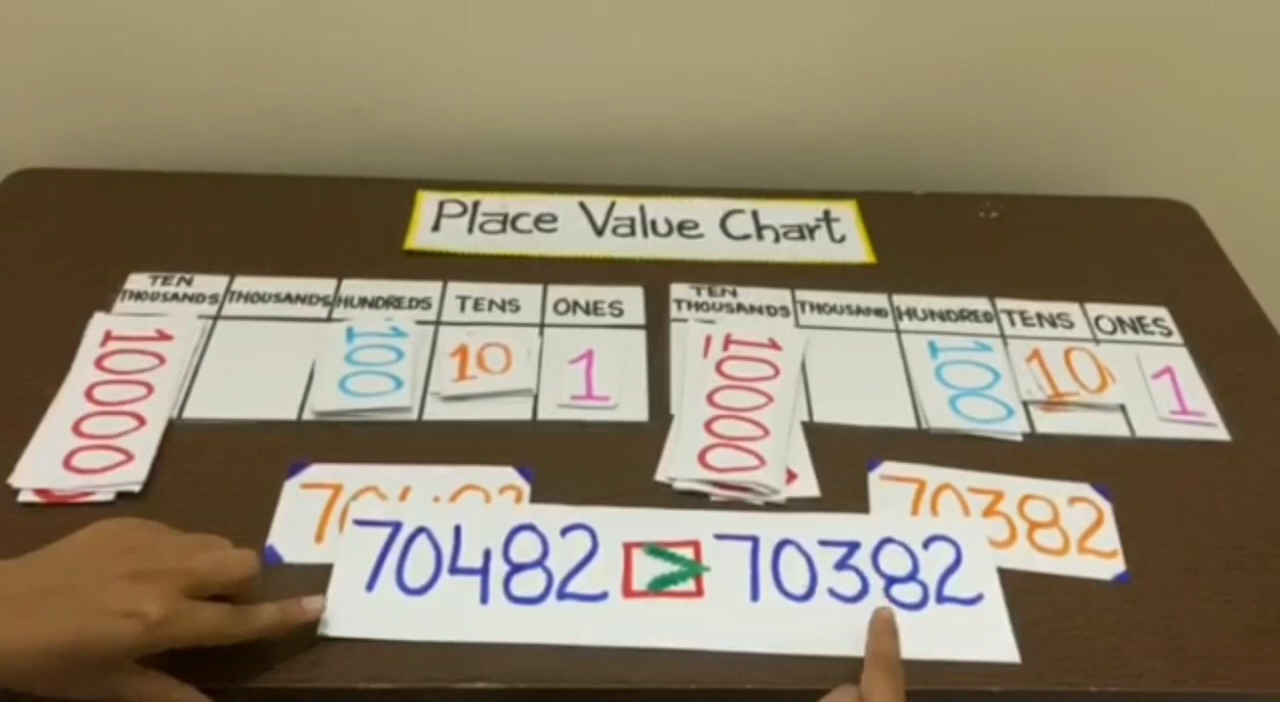 Place Value Chart
TEN THOUSANDS THOUSANDS HUNDREDS TENS ONES
10000 100 10 1
TEN THOUSANDS THOUSAND HUNDRED TENS ONES
10000 100 10 1
70382
70482 > 70382